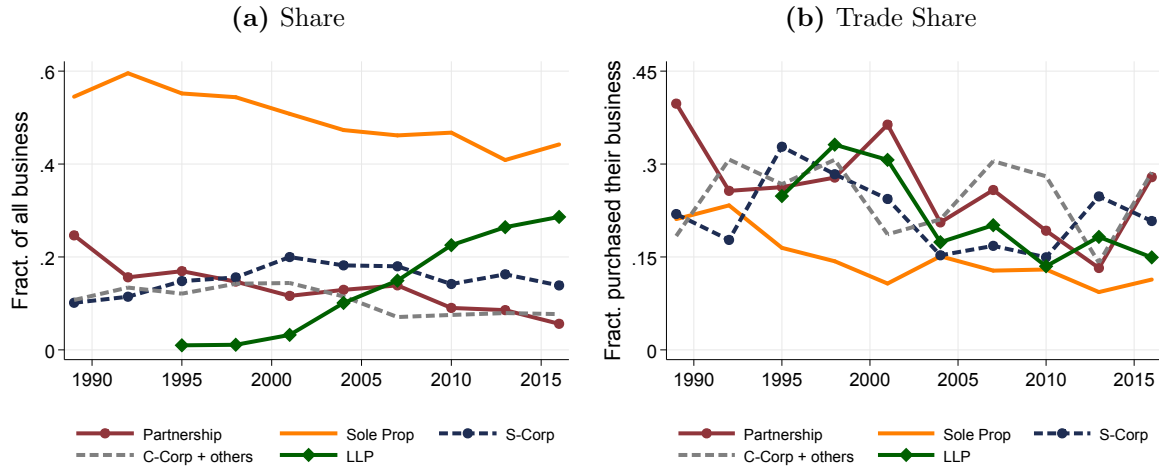 (a) Share
Fract. of all business
.6
.4
.2
0
1990 1995 2000 2005 2010 2015
Partnership Sole Prop S-Corp
C-Corp + others LLP
(b) Trade Share
Fract. purchased their business
.45
.3
.15
0
1990 1995 2000 2005 2010 2015
Partnership Sole Prop S-Corp
C-Corp + others LLP